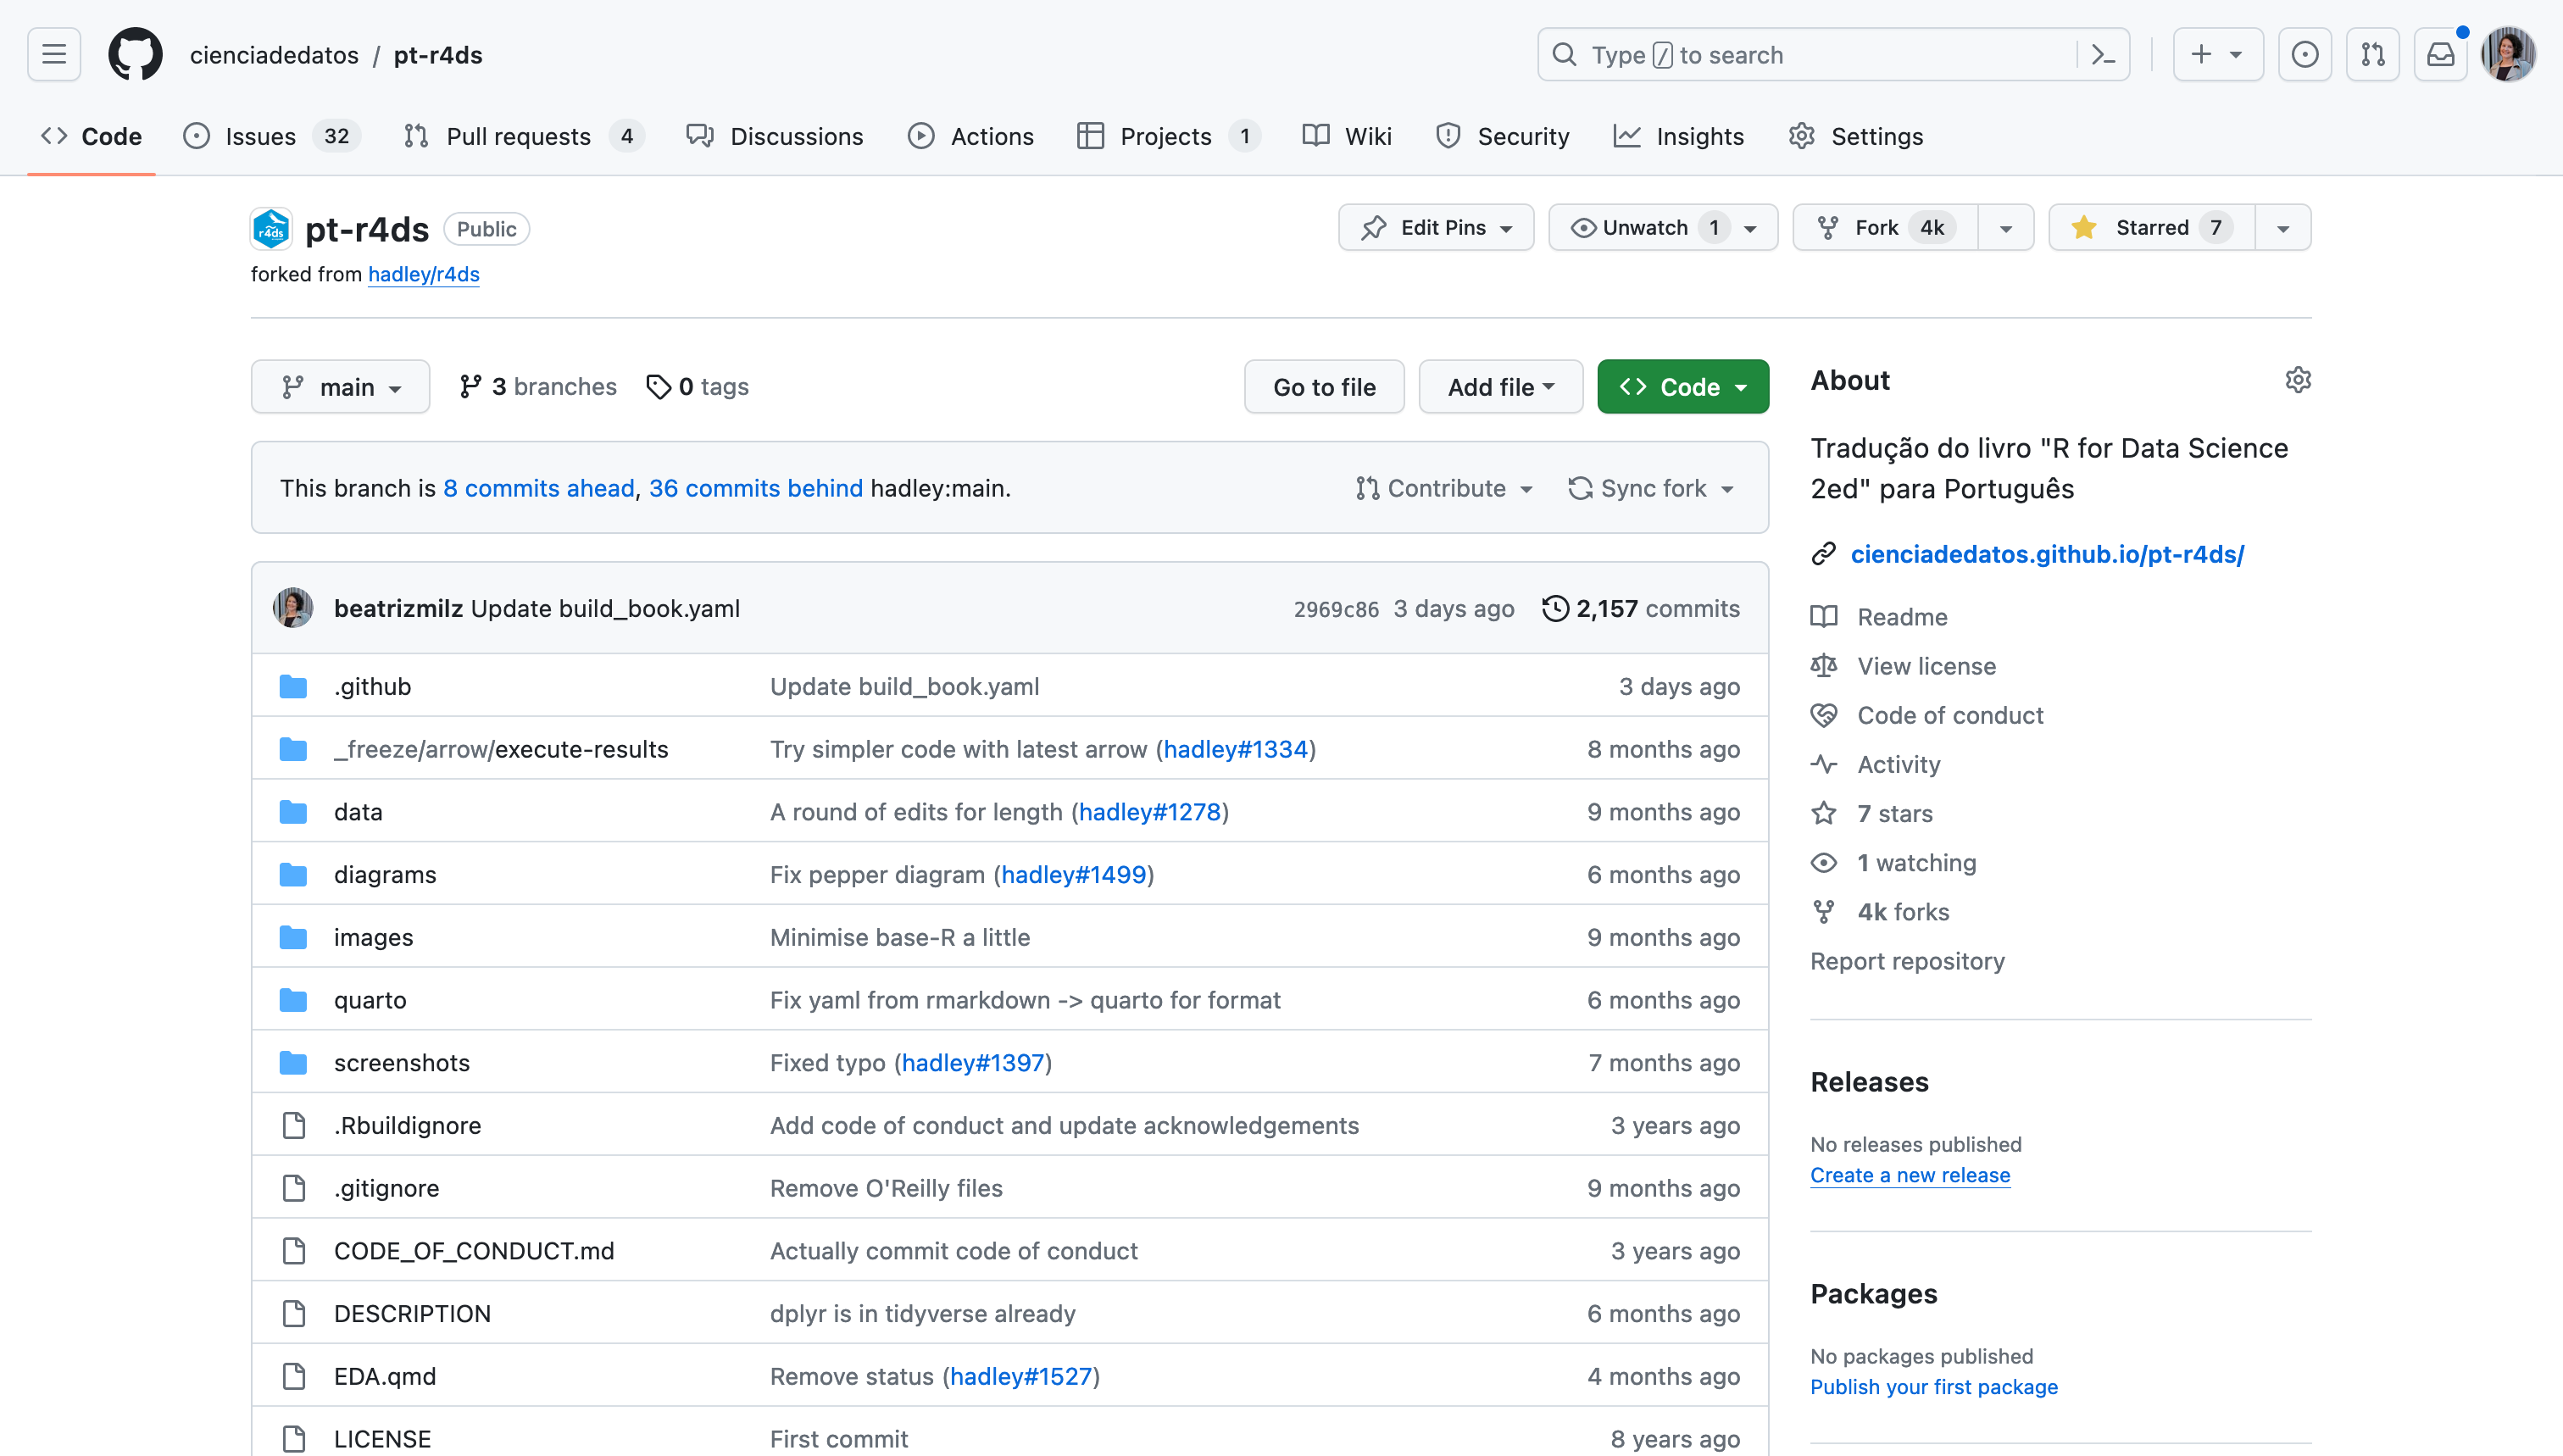 cienciadedatos / pt-r4ds
Type / to search
Code
Issues 32
Pull requests 4
Discussions
Actions
Projects 1
Wiki
Security
Insights
Settings
r4ds
pt-r4ds Public
forked from hadley/r4ds
Edit Pins
Unwatch 1
Fork 4k
Starred 7
main
3 branches
0 tags
Go to file
Add file
Code
This branch is 8 commits ahead, 36 commits behind hadley:main.
Contribute
Sync fork
beatrizmilz Update build_book.yaml 2969c86 3 days ago 2,157 commits
.github Update build_book.yaml 3 days ago
_freeze/arrow/execute-results Try simpler code with latest arrow (hadley#1334) 8 months ago
data A round of edits for length (hadley#1278) 9 months ago
diagrams Fix pepper diagram (hadley#1499) 6 months ago
images Minimise base-R a little 9 months ago
quarto Fix yaml from rmarkdown -> quarto for format 6 months ago
screenshots Fixed typo (hadley#1397) 7 months ago
.Rbuildignore Add code of conduct and update acknowledgements 3 years ago
.gitignore Remove O'Reilly files 9 months ago
CODE_OF_CONDUCT.md Actually commit code of conduct 3 years ago
DESCRIPTION dplyr is in tidyverse already 6 months ago
EDA.qmd Remove status (hadley#1527) 4 months ago
LICENSE First commit 8 years ago
About
Tradução do livro "R for Data Science
2ed" para Português
cienciadedatos.github.io/pt-r4ds/
Readme
View license
Code of conduct
Activity
7 stars
1 watching
4k forks
Report repository
Releases
No releases published
Create a new release
Packages
No packages published
Publish your first package